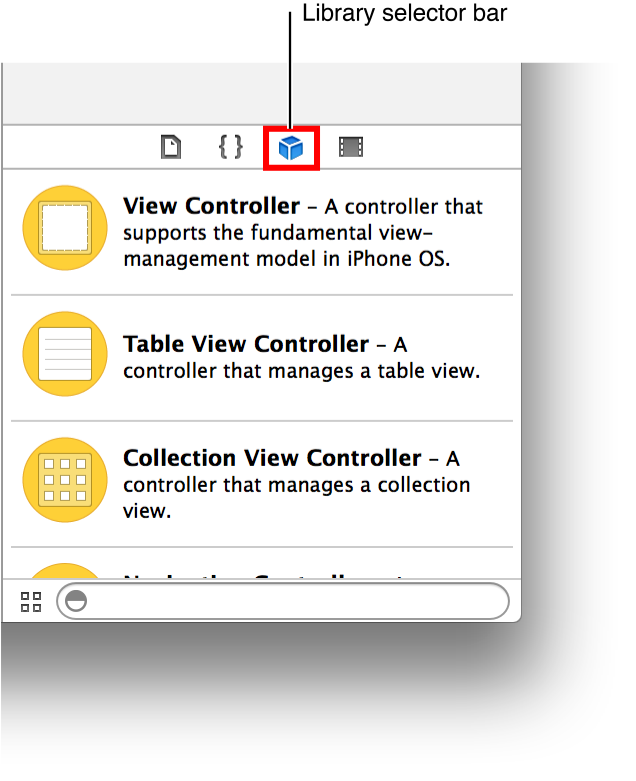 Library selector bar
{ }
View Controller – A controller that
supports the fundamental view–
management model in iPhone OS.
Table View Controller – A
controller that manages a table view.
Collection View Controller – A
controller that manages a collection
view.